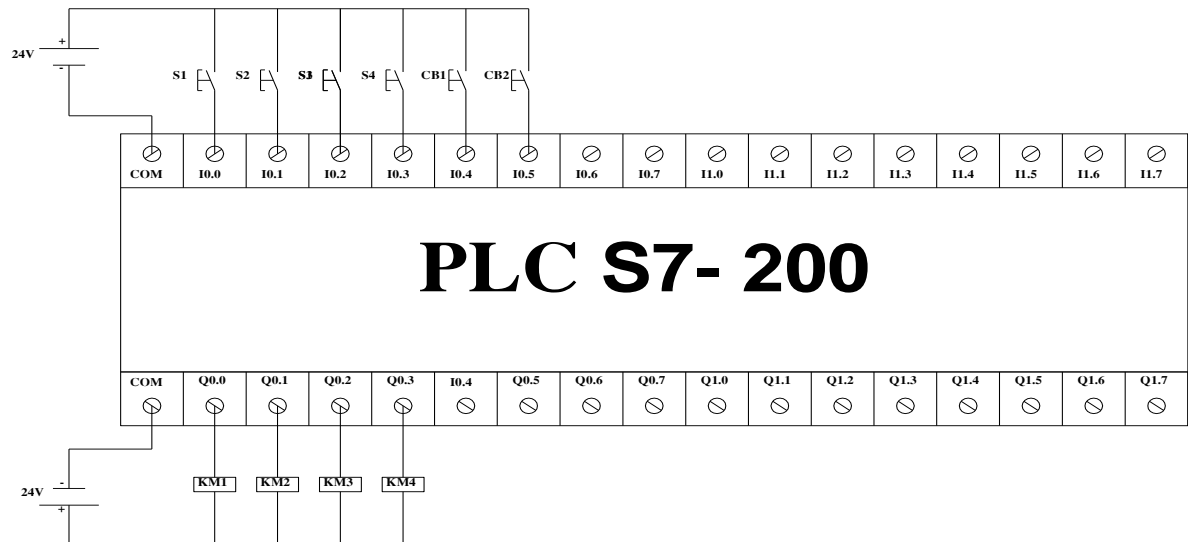 +
24V
-
S1 S2 S4 CB1 CB2
COM I0.0 I0.1 I0.2 I0.3 I0.4 I0.5 I0.6 I0.7 I1.0 I1.1 I1.2 I1.3 I1.4 I1.5 I1.6 I1.7
PLC S7- 200
COM Q0.0 Q0.1 Q0.2 Q0.3 I0.4 Q0.5 Q0.6 Q0.7 Q1.0 Q1.1 Q1.2 Q1.3 Q1.4 Q1.5 Q1.6 Q1.7
-
24V
+
KM1 KM2 KM3 KM4